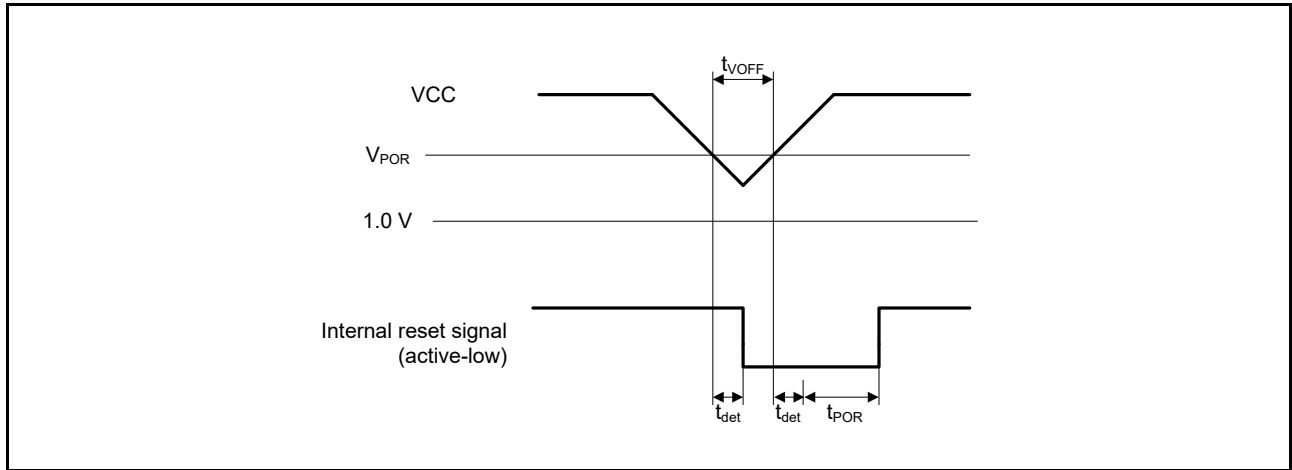 tVOFF
VCC
VPOR
1.0 V
Internal reset signal
(active-low)
tdet
tdet
tPOR